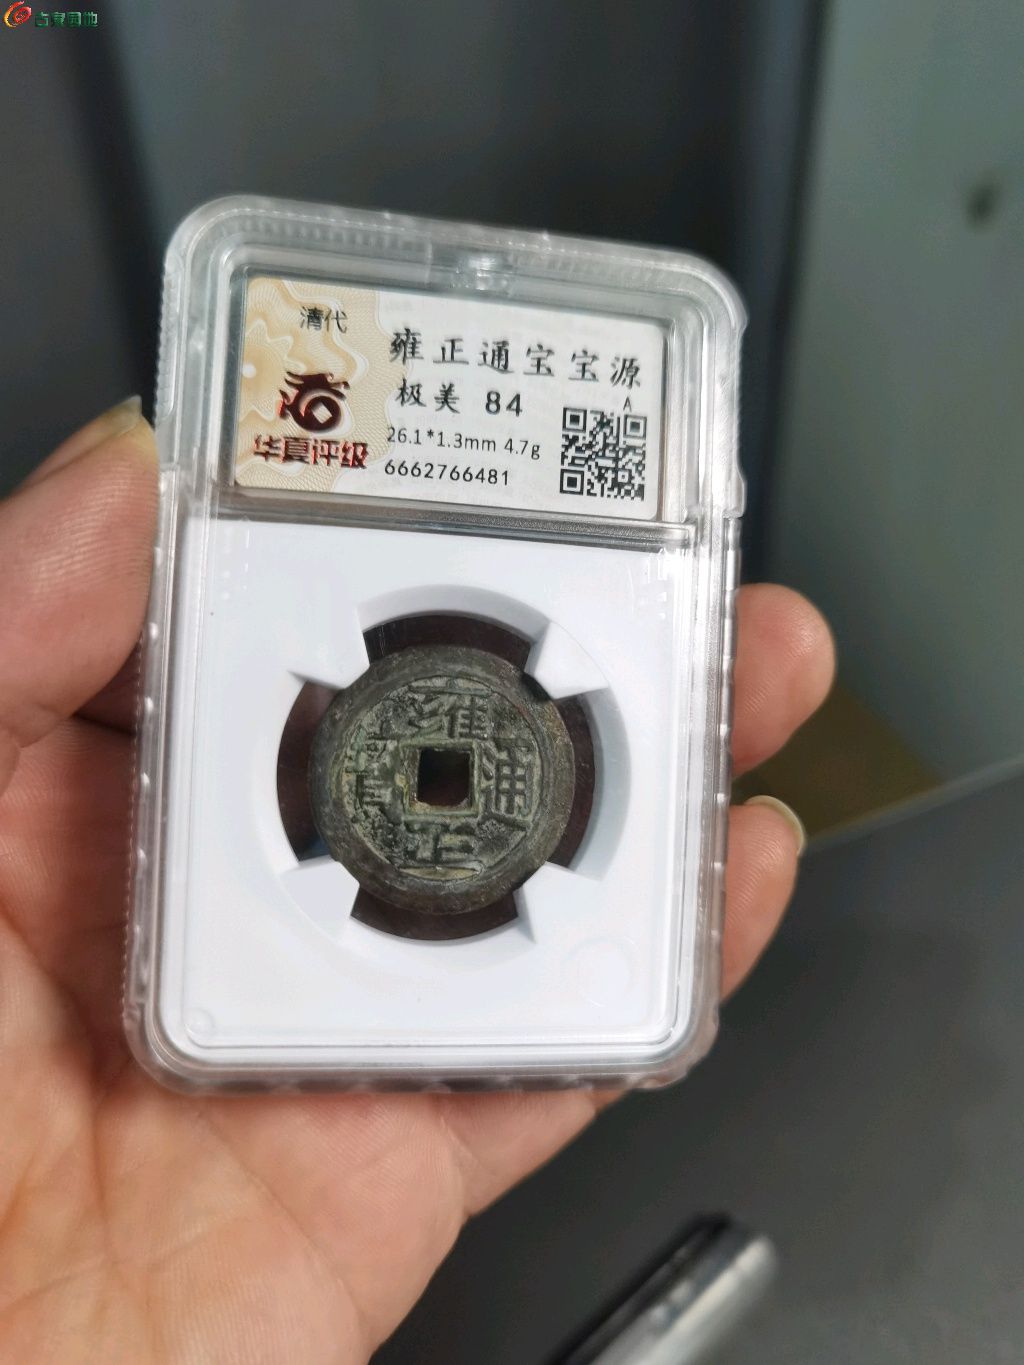 古泉园地
清代
雍正通宝宝源
极美 84
A
26.1*1.3mm 4.7g
6662766481
华夏评级
雍正通寶